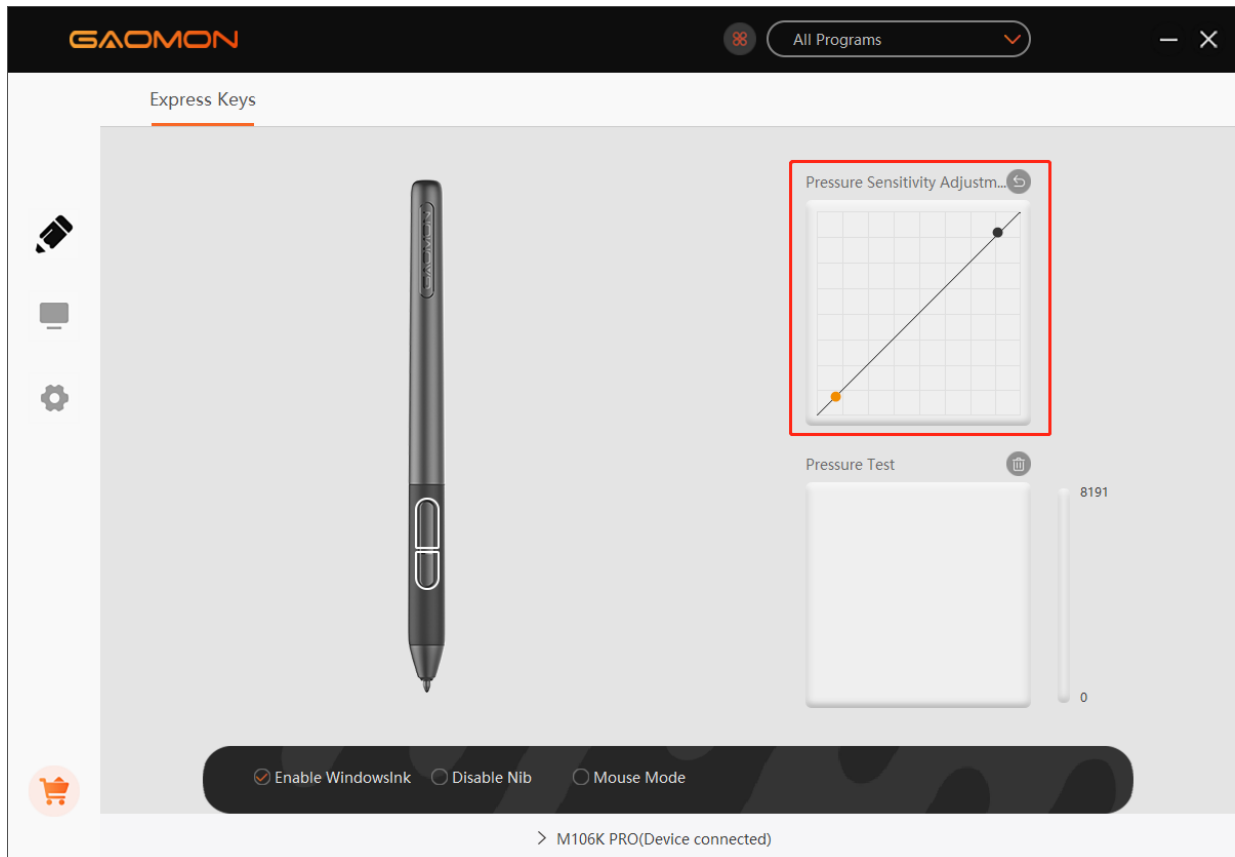 GAOMON
All Programs
Express Keys
GAOMON
Pressure Sensitivity Adjustm...
Pressure Test
8191
0
Enable WindowsInk
Disable Nib
Mouse Mode
M106K PRO(Device connected)